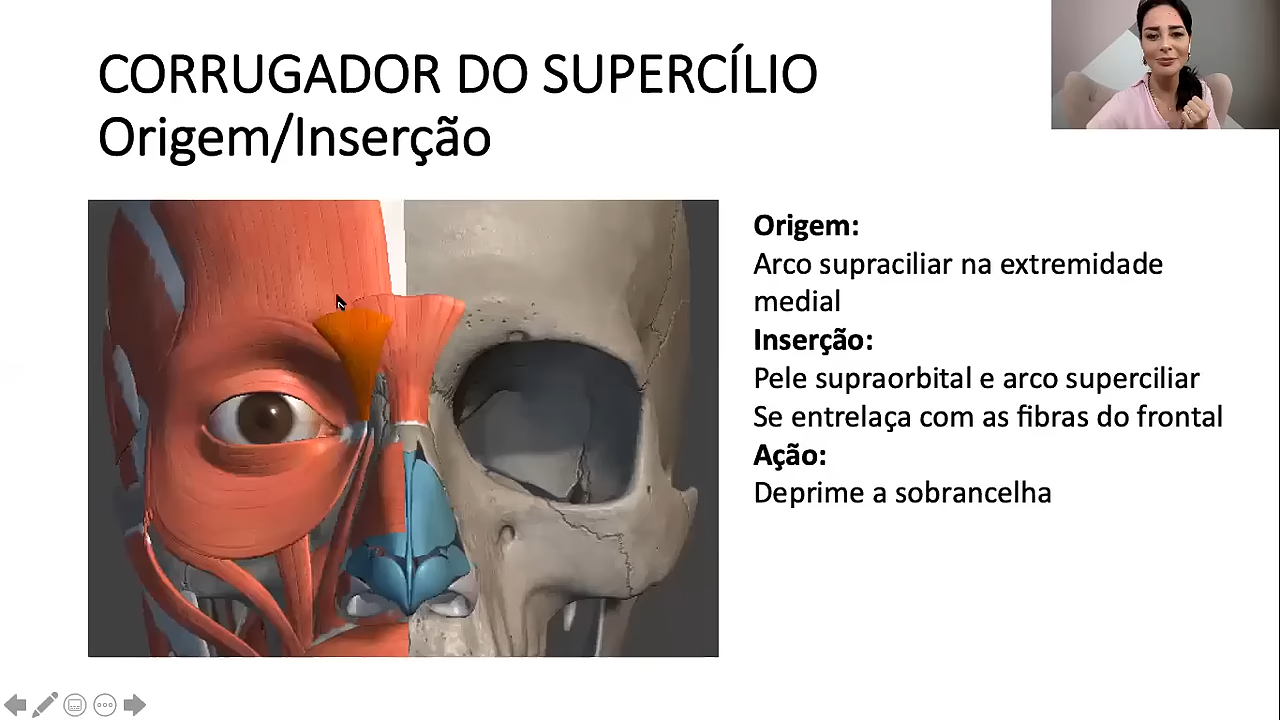 CORRUGADOR DO SUPERCÍLIO
Origem/Inserção
Origem:
Arco supraciliar na extremidade
medial
Inserção:
Pele supraorbital e arco superciliar
Se entrelaça com as fibras do frontal
Ação:
Deprime a sobrancelha